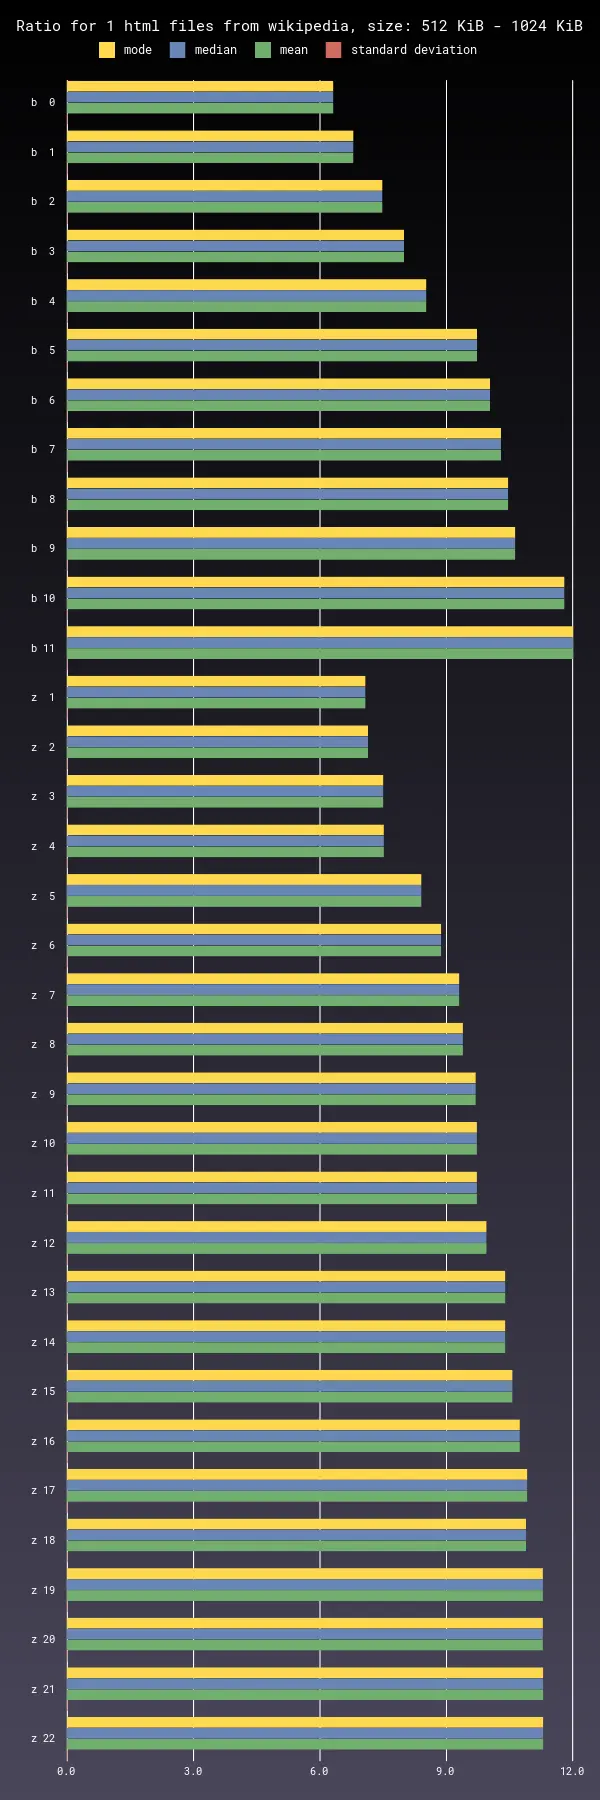 Ratio for 1 html files from wikipedia, size: 512 KiB - 1024 KiB
mode median mean standard deviation
b 0
b 1
b 2
b 3
b 4
b 5
b 6
b 7
b 8
b 9
b 10
b 11
z 1
z 2
z 3
z 4
z 5
z 6
z 7
z 8
z 9
z 10
z 11
z 12
z 13
z 14
z 15
z 16
z 17
z 18
z 19
z 20
z 21
z 22
0.0 3.0 6.0 9.0 12.0